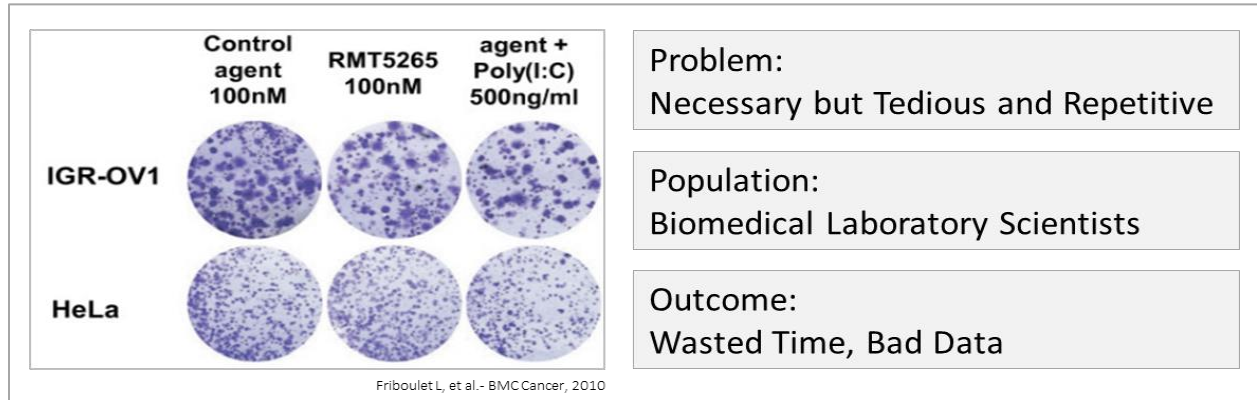 Control
agent
100nM
RMT5265
100nM
agent +
Poly(I:C)
500ng/ml
IGR-OV1
HeLa
Friboulet L, et al.- BMC Cancer, 2010
Problem:
Necessary but Tedious and Repetitive
Population:
Biomedical Laboratory Scientists
Outcome:
Wasted Time, Bad Data